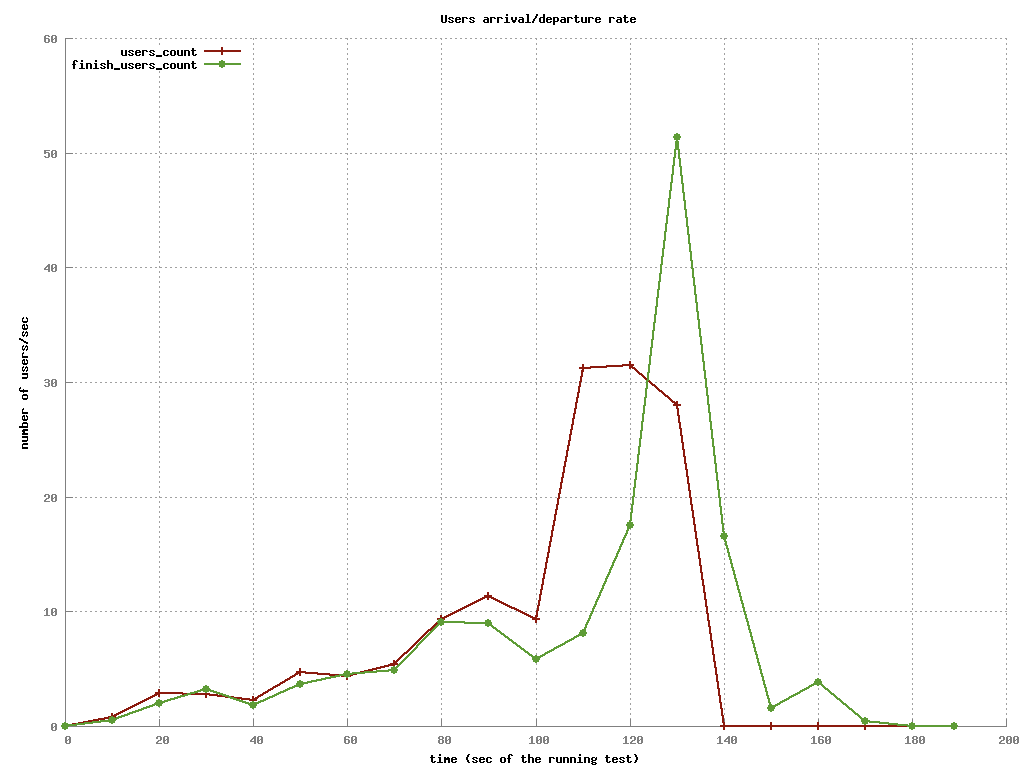 Users arrival/departure rate
users_count
finish_users_count
60
50
40
30
20
10
0
number of users/sec
0 20 40 60 80 100 120 140 160 180 200
time (sec of the running test)